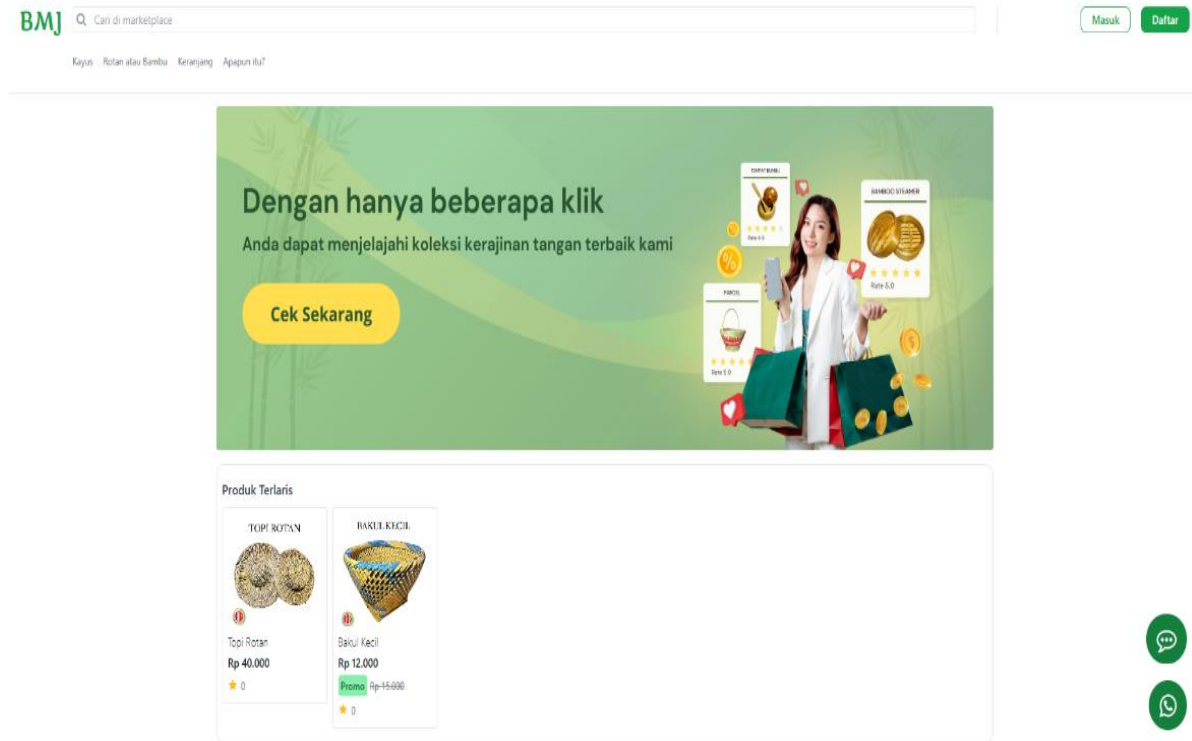 BMJ
Cari di marketplace
Masuk
Daftar
Kayus Rotan atau Bambu Keranjang Apapun itu?
Dengan hanya beberapa klik
Anda dapat menjelajahi koleksi kerajinan tangan terbaik kami
Cek Sekarang
BAMBOO STEAMER
Rate 5.0
PARCEL
Rate 5.0
Produk Terlaris
TOPI ROTAN
BAKUL KECIL
Topi Rotan
Rp 40.000
0
Bakul Kecil
Rp 12.000
Promo Rp 15.000
0